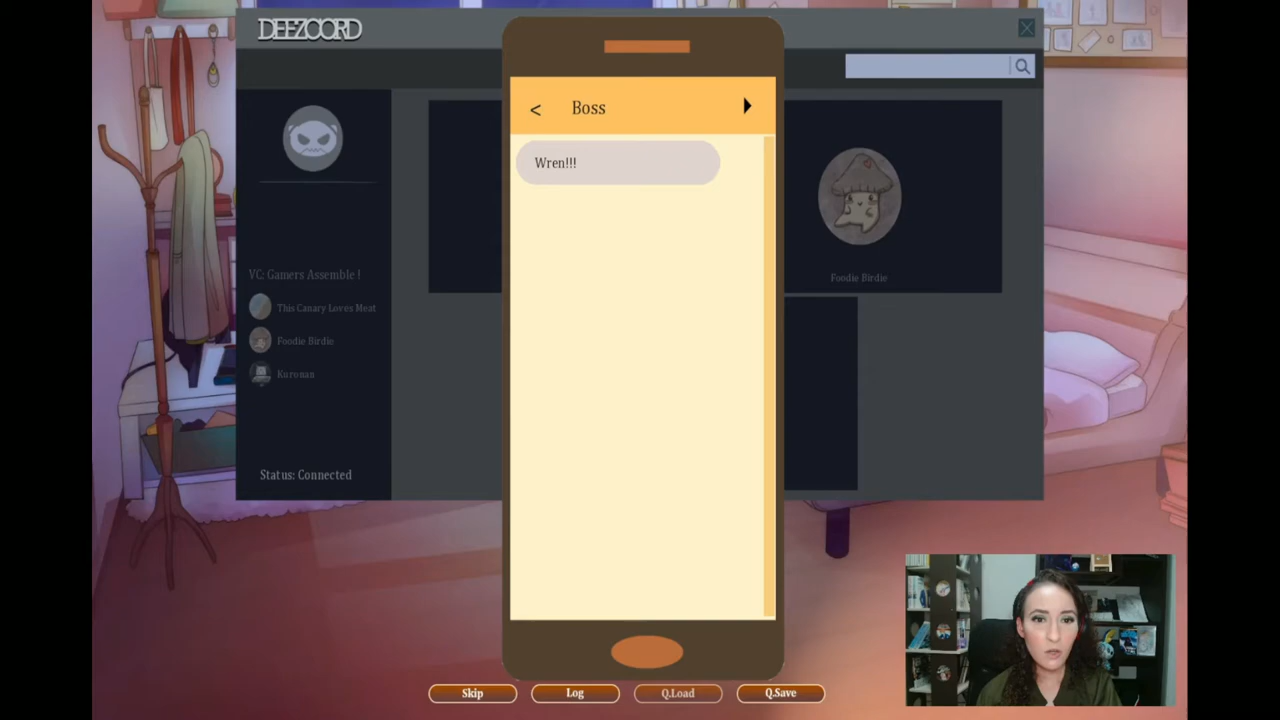 DEEZCORD
< Boss
Wren!!!
Foodie Birdie
VC: Gamers Assemble !
This Canary Loves Meat
Foodie Birdie
Kuronan
Status: Connected
Skip
Log
Q.Load
Q.Save